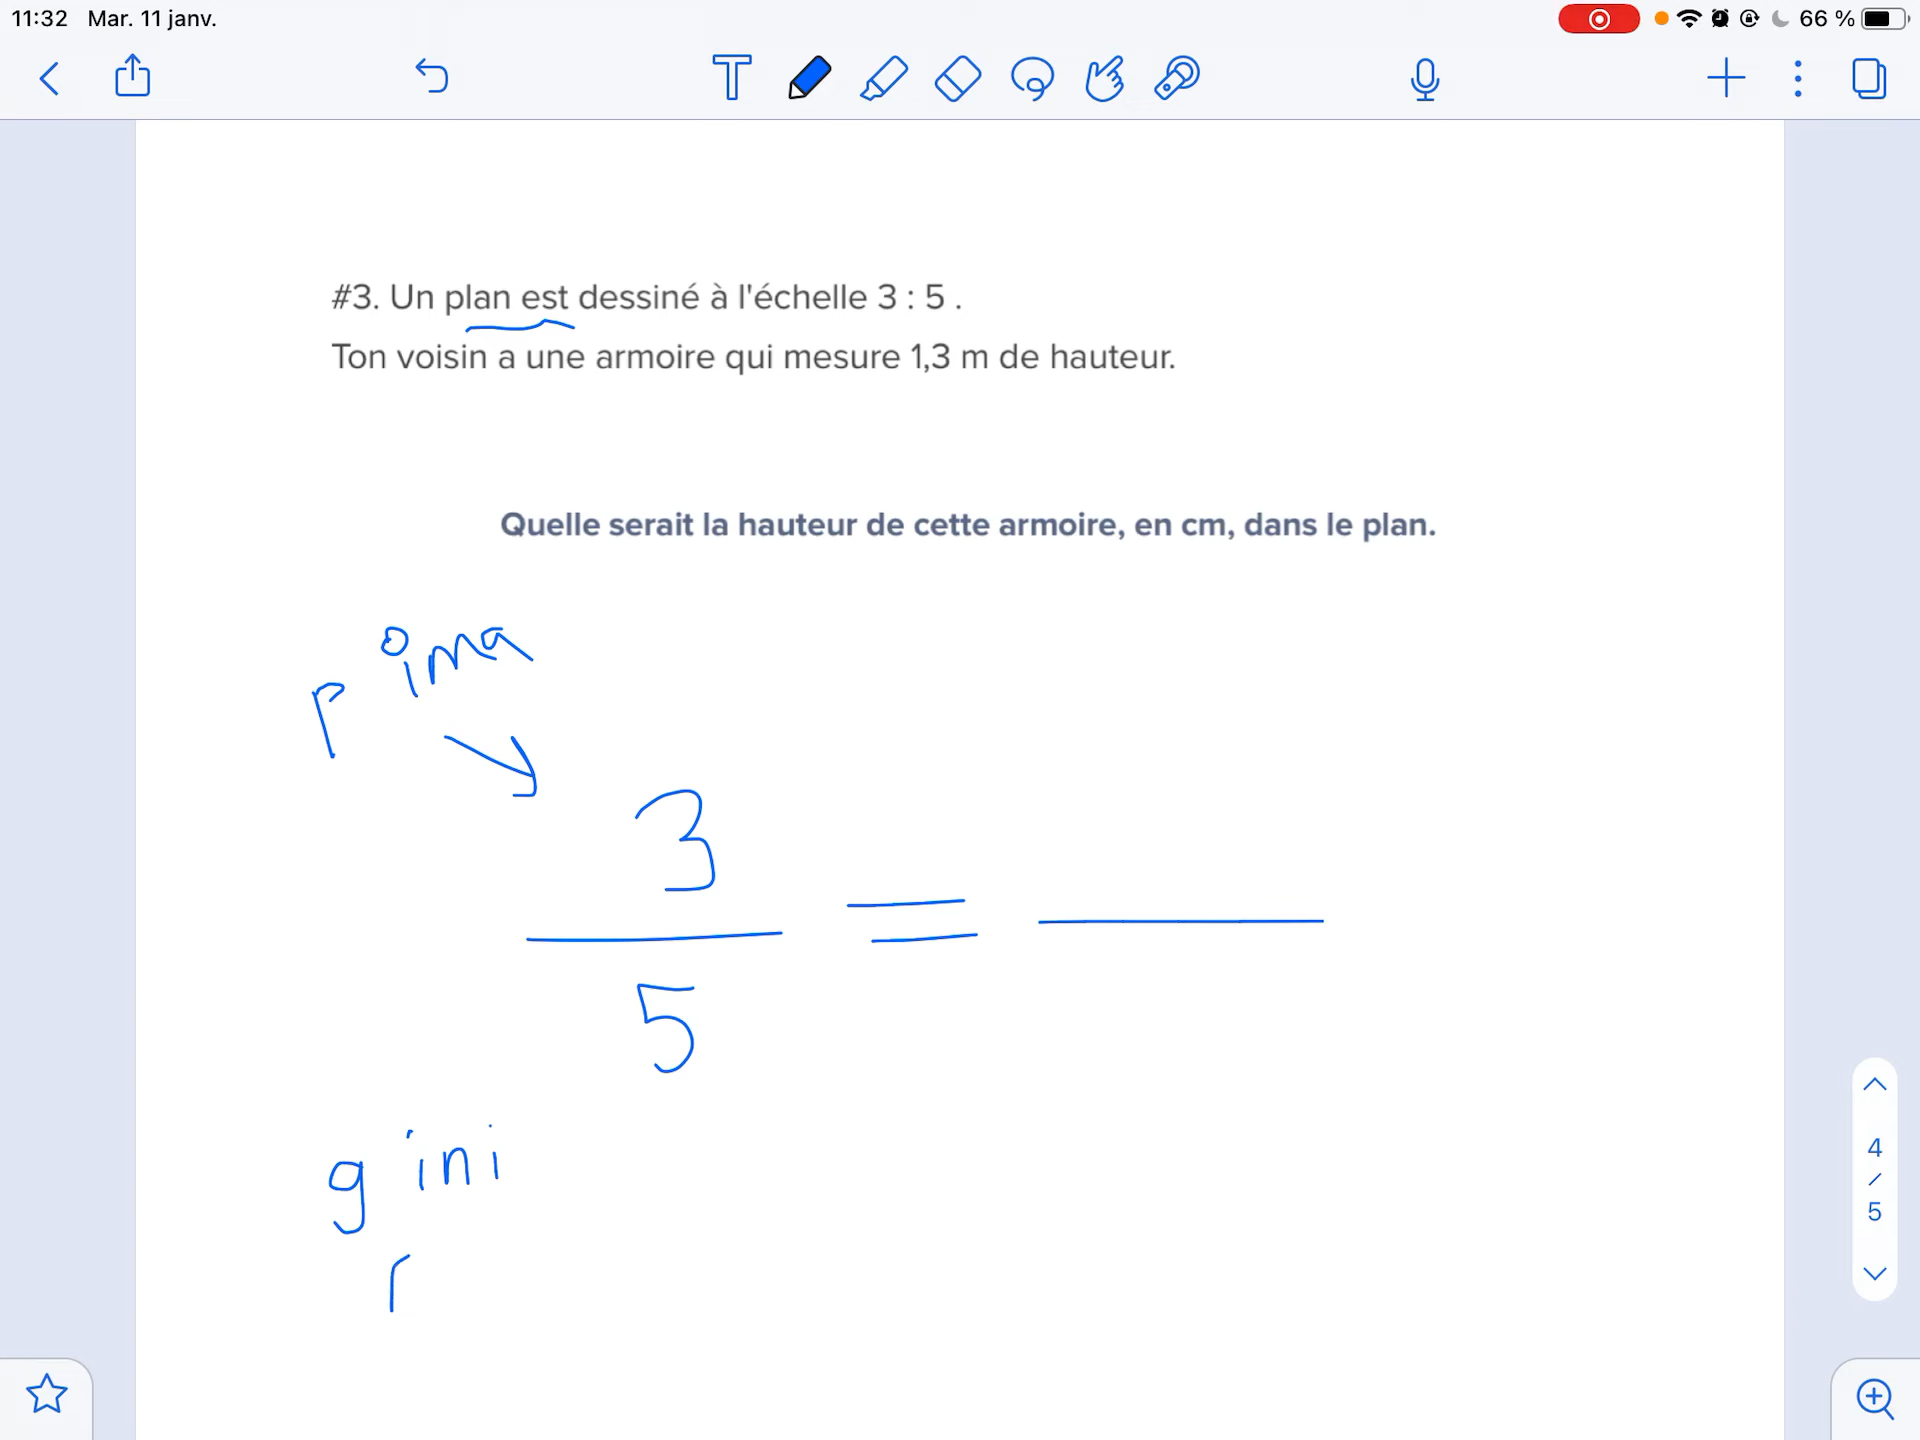 11:32 Mar. 11 janv. 66 %
T
#3. Un plan est dessiné à l'échelle 3 : 5 .
Ton voisin a une armoire qui mesure 1,3 m de hauteur.
Quelle serait la hauteur de cette armoire, en cm, dans le plan.
p ima
3
=
5
g ini
r
4
/
5